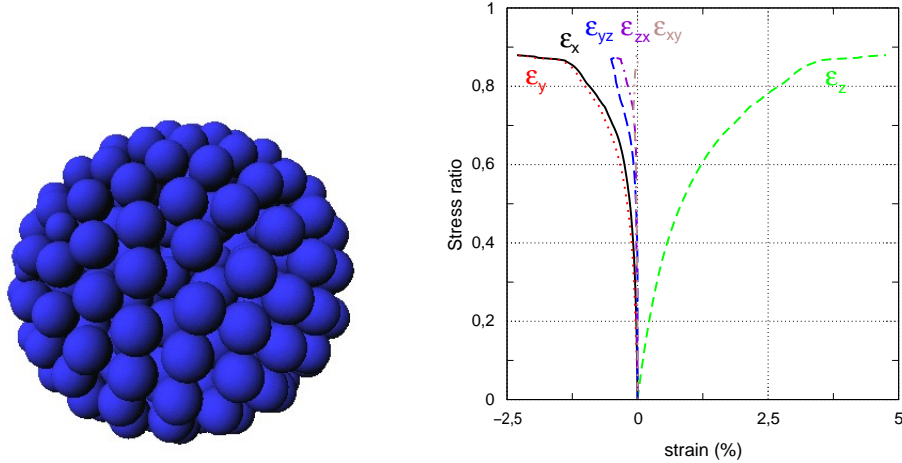 1
0,8
0,6
0,4
0,2
0
Stress ratio
εx εyz εzx εxy
εy εz
−2,5 0 2,5 5
strain (%)